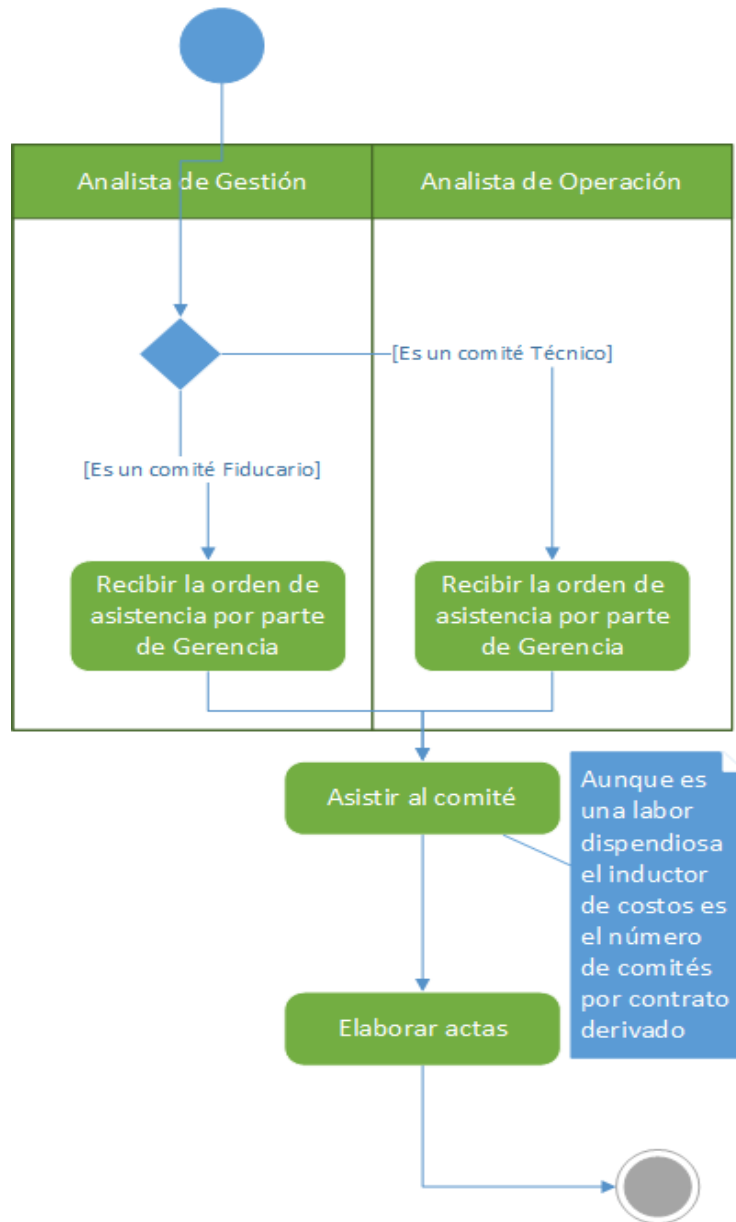 Analista de Gestión
Analista de Operación
[Es un comité Técnico]
[Es un comité Fiducario]
Recibir la orden de
asistencia por parte
de Gerencia
Recibir la orden de
asistencia por parte
de Gerencia
Asistir al comité
Aunque es
una labor
dispendiosa
el inductor
de costos es
el número
de comités
por contrato
derivado
Elaborar actas